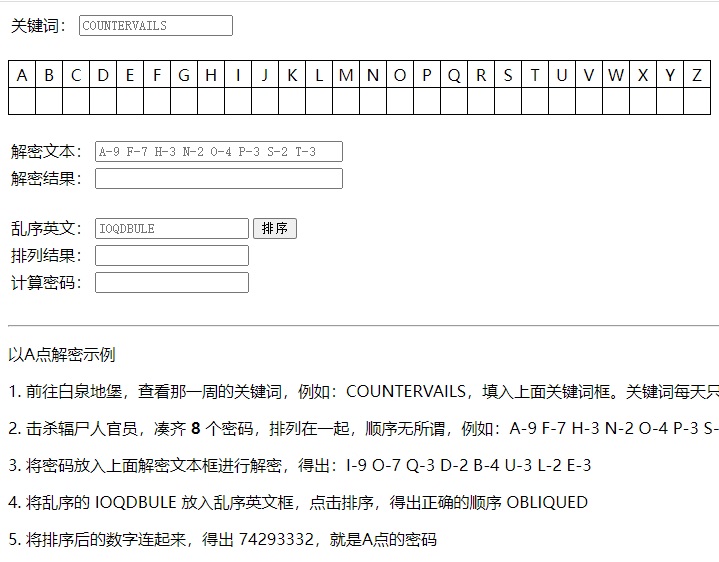 关键词： COUNTERVAILS
A B C D E F G H I J K L M N O P Q R S T U V W X Y Z
解密文本： A-9 F-7 H-3 N-2 O-4 P-3 S-2 T-3
解密结果：
乱序英文： IOQDBULE 排序
排列结果：
计算密码：
以A点解密示例
1. 前往白泉地堡，查看那一周的关键词，例如：COUNTERVAILS，填入上面关键词框。关键词每天只
2. 击杀辐尸人官员，凑齐 8 个密码，排列在一起，顺序无所谓，例如：A-9 F-7 H-3 N-2 O-4 P-3 S-
3. 将密码放入上面解密文本框进行解密，得出：I-9 O-7 Q-3 D-2 B-4 U-3 L-2 E-3
4. 将乱序的 IOQDBULE 放入乱序英文框，点击排序，得出正确的顺序 OBLIQUED
5. 将排序后的数字连起来，得出 74293332，就是A点的密码